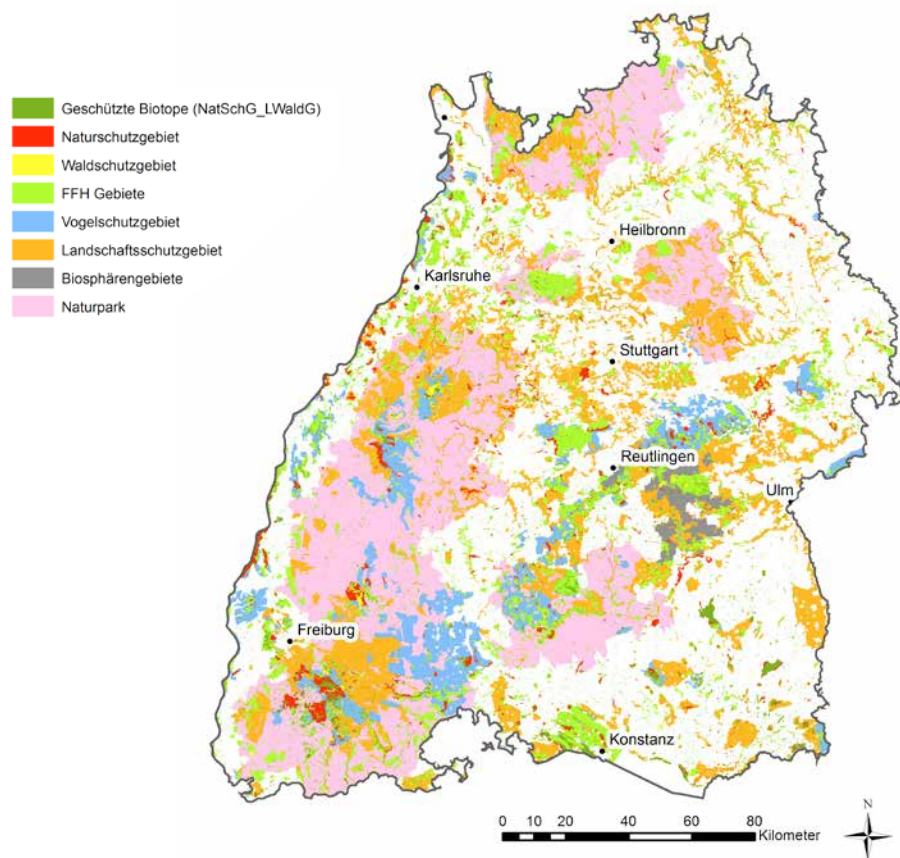 Geschützte Biotope (NatSchG_LWaldG)
Naturschutzgebiet
Waldschutzgebiet
FFH Gebiete
Vogelschutzgebiet
Landschaftsschutzgebiet
Biosphärengebiete
Naturpark
Heilbronn
Karlsruhe
Stuttgart
Reutlingen
Ulm
Freiburg
Konstanz
N
0 10 20 40 60 80
Kilometer